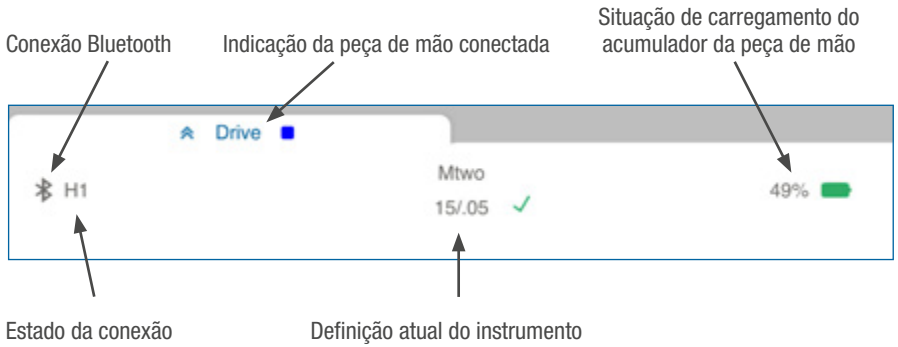 Situação de carregamento do
acumulador da peça de mão
Conexão Bluetooth
Indicação da peça de mão conectada
Drive
H1
Mtwo
15/.05
49%
Estado da conexão
Definição atual do instrumento